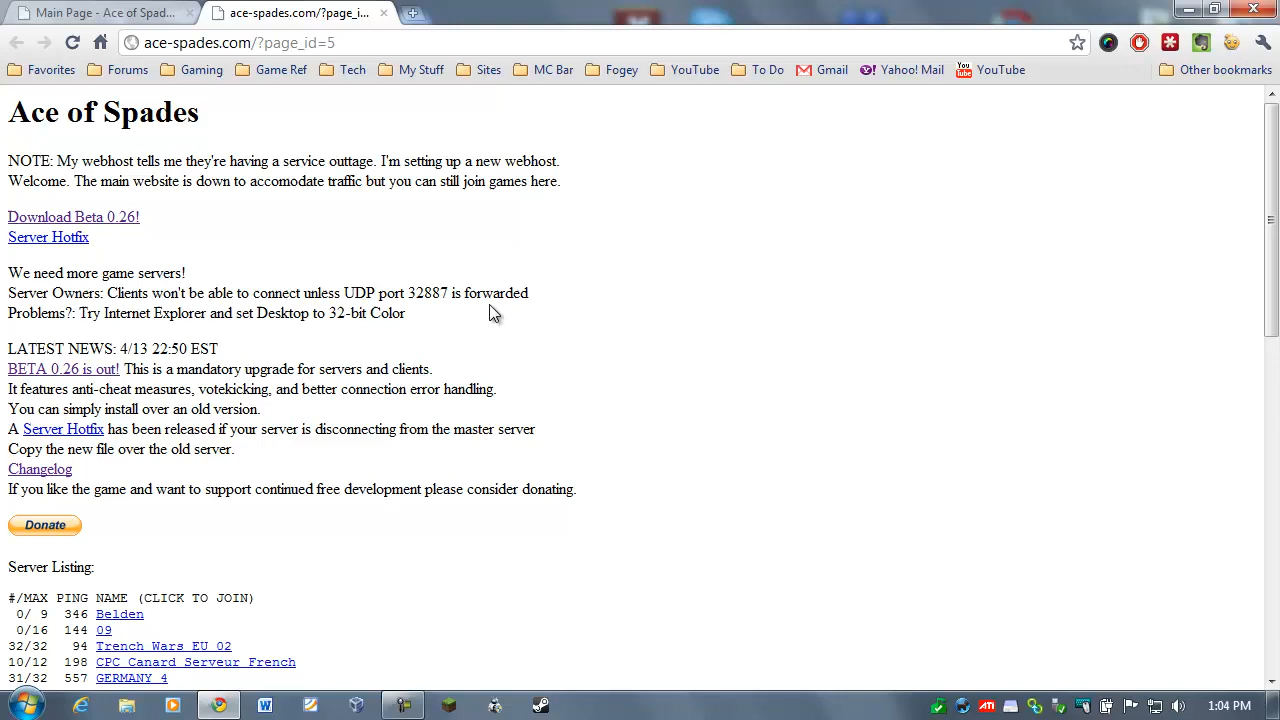 Main Page - Ace of Spad...
ace-spades.com/?page_i...
ace-spades.com/?page_id=5
Favorites Forums Gaming Game Ref Tech My Stuff Sites MC Bar Fogey YouTube To Do Gmail Yahoo! Mail YouTube Other bookmarks
Ace of Spades
NOTE: My webhost tells me they're having a service outtage. I'm setting up a new webhost.
Welcome. The main website is down to accomodate traffic but you can still join games here.
Download Beta 0.26!
Server Hotfix
We need more game servers!
Server Owners: Clients won't be able to connect unless UDP port 32887 is forwarded
Problems?: Try Internet Explorer and set Desktop to 32-bit Color
LATEST NEWS: 4/13 22:50 EST
BETA 0.26 is out! This is a mandatory upgrade for servers and clients.
It features anti-cheat measures, votekicking, and better connection error handling.
You can simply install over an old version.
A Server Hotfix has been released if your server is disconnecting from the master server
Copy the new file over the old server.
Changelog
If you like the game and want to support continued free development please consider donating.
Donate
Server Listing:
#/MAX PING NAME (CLICK TO JOIN)
0/ 9 346 Belden
0/16 144 09
32/32 94 Trench Wars EU 02
10/12 198 CPC Canard Serveur French
31/32 557 GERMANY 4
1:04 PM